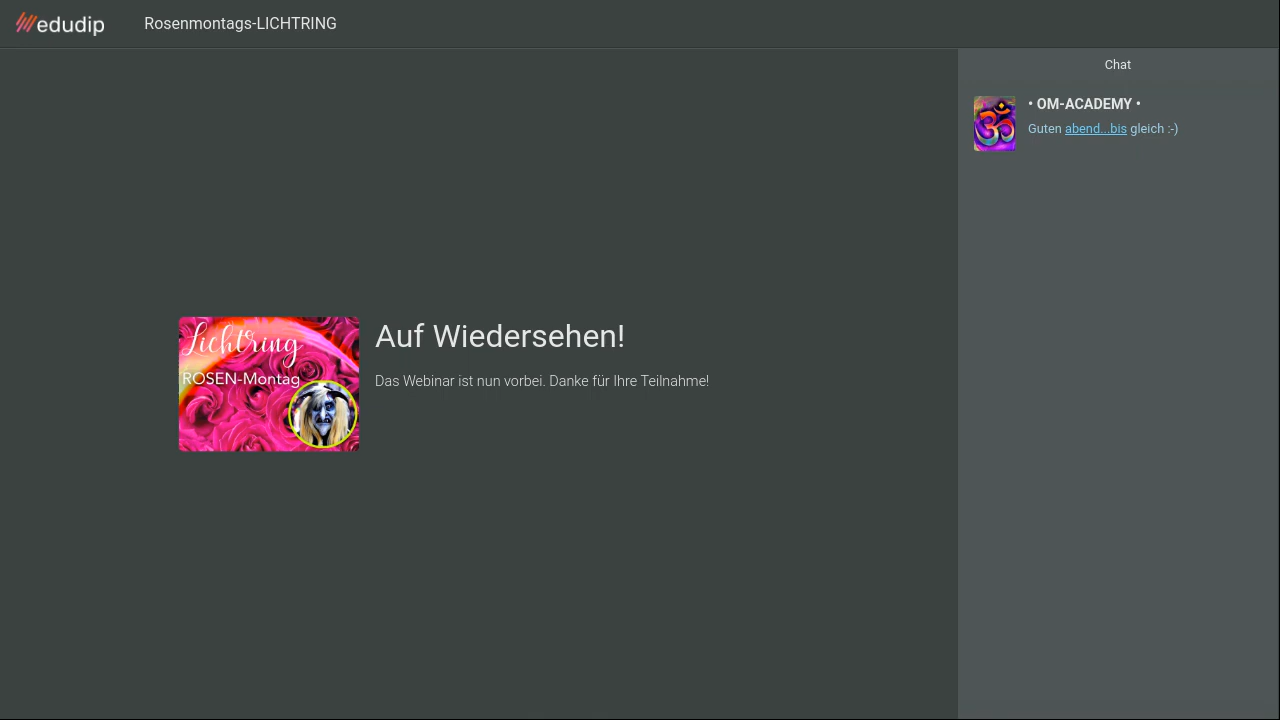 edudip
Rosenmontags-LICHTRING
Chat
• OM-ACADEMY •
Guten abend...bis gleich :-)
Lichtring
ROSEN-Montag
Auf Wiedersehen!
Das Webinar ist nun vorbei. Danke für Ihre Teilnahme!